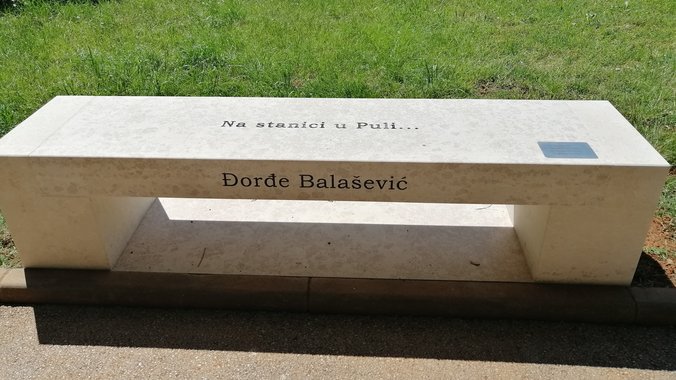 Na stanici u Puli...
Đorđe Balašević